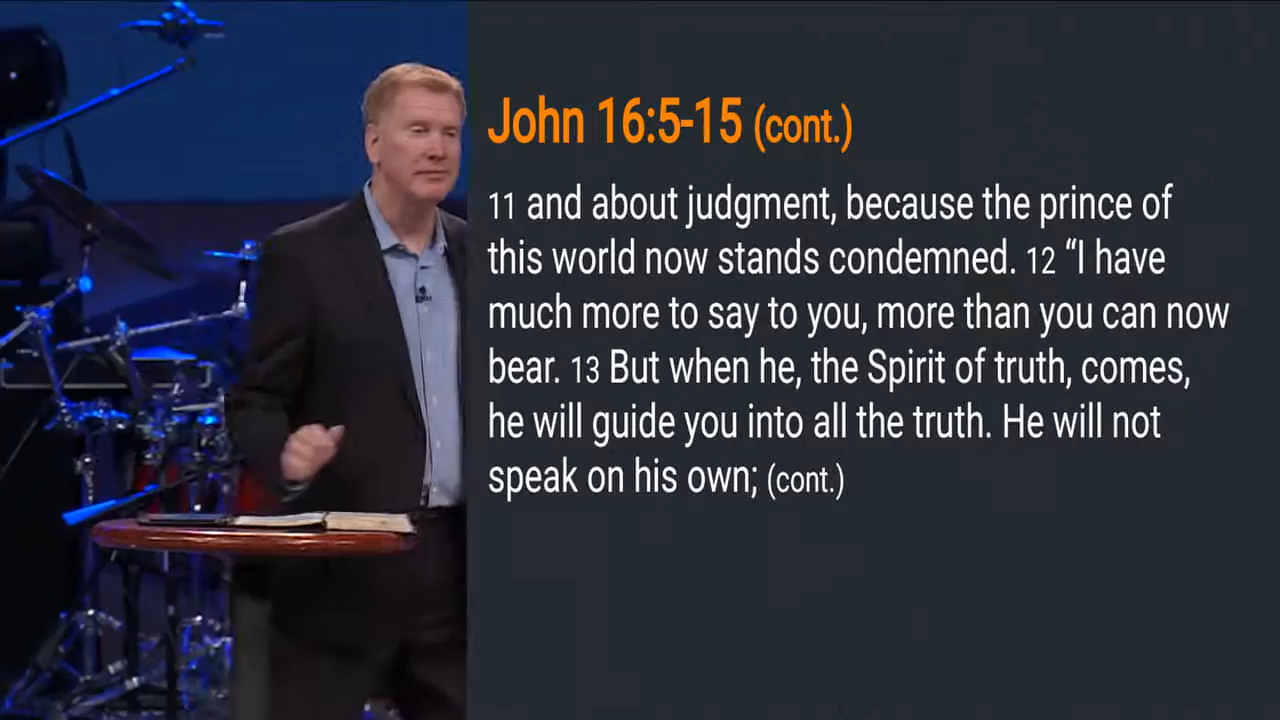 John 16:5-15 (cont.)
11 and about judgment, because the prince of
this world now stands condemned. 12 “I have
much more to say to you, more than you can now
bear. 13 But when he, the Spirit of truth, comes,
he will guide you into all the truth. He will not
speak on his own; (cont.)